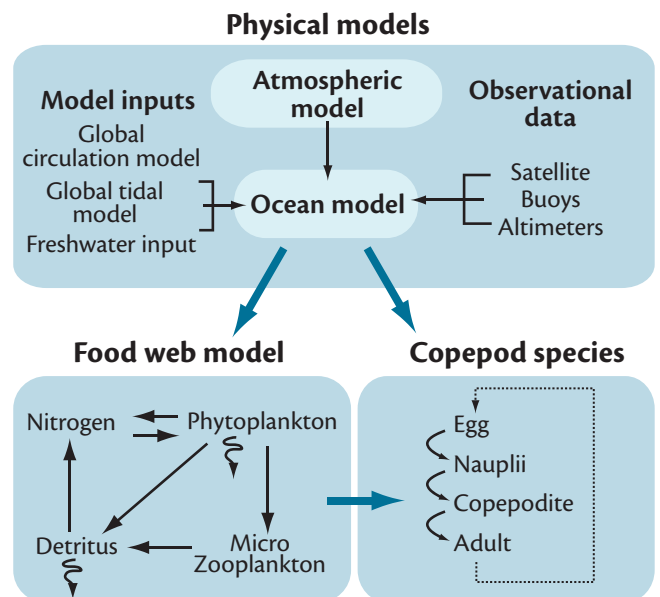 Physical models
Atmospheric
model
Model inputs
Global
circulation model
Global tidal
model
Freshwater input
Ocean model
Observational
data
Satellite
Buoys
Altimeters
Food web model
Nitrogen
Phytoplankton
Detritus
Micro
Zooplankton
Copepod species
Egg
Nauplii
Copepodite
Adult